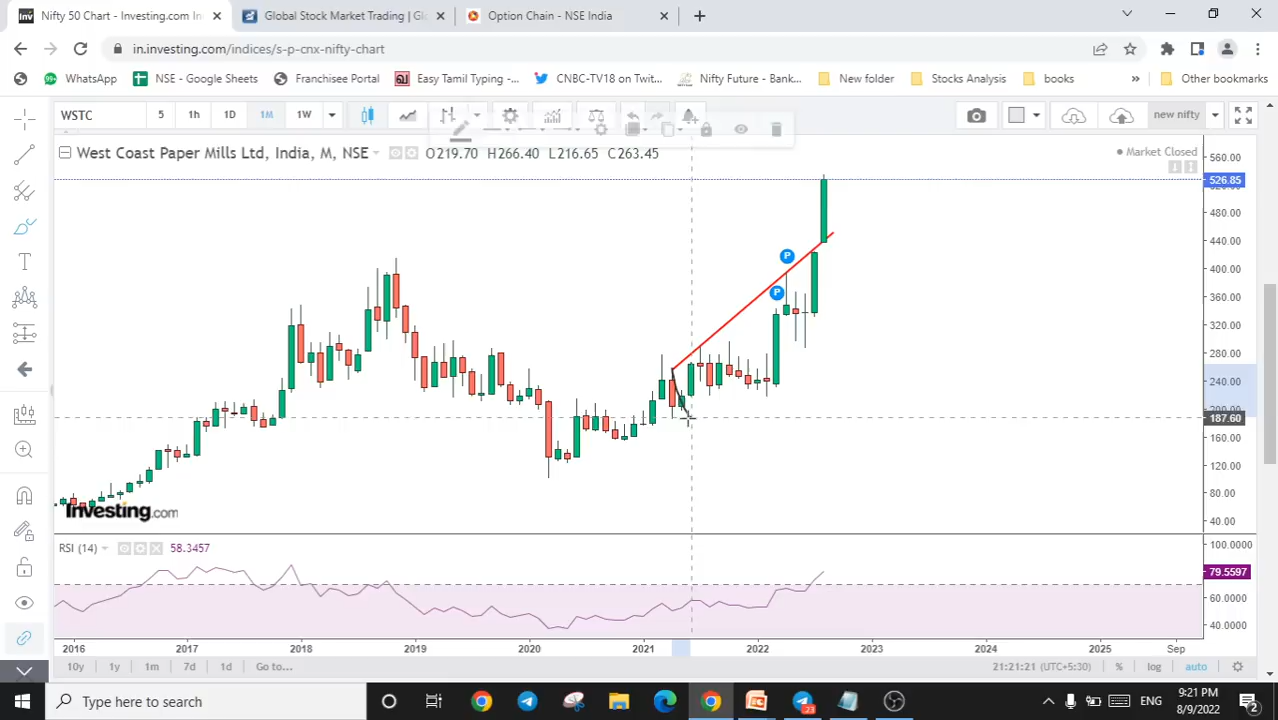 Nifty 50 Chart - Investing.com In
Global Stock Market Trading | Glo
Option Chain - NSE India
in.investing.com/indices/s-p-cnx-nifty-chart
99+ WhatsApp
NSE - Google Sheets
Franchisee Portal
Easy Tamil Typing -...
CNBC-TV18 on Twit...
Nifty Future - Bank...
New folder
Stocks Analysis
books
»
Other bookmarks
WSTC
5
1h
1D
1M
1W
new nifty
West Coast Paper Mills Ltd, India, M, NSE
O219.70 H266.40 L216.65 C263.45
Market Closed
560.00
526.85
480.00
440.00
400.00
360.00
320.00
280.00
240.00
187.60
160.00
120.00
80.00
40.00
P
P
Investing.com
RSI (14)
58.3457
100.0000
79.5597
60.0000
40.0000
2016 2017 2018 2019 2020 2021 2022 2023 2024 2025 Sep
10y 1y 1m 7d 1d Go to...
21:21:21 (UTC+5:30) % log auto
Type here to search
23
ENG
9:21 PM
8/9/2022
2